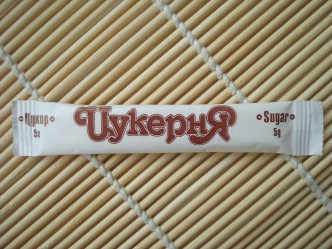 Цукор
5г
ЦукернЯ
Sugar
5g